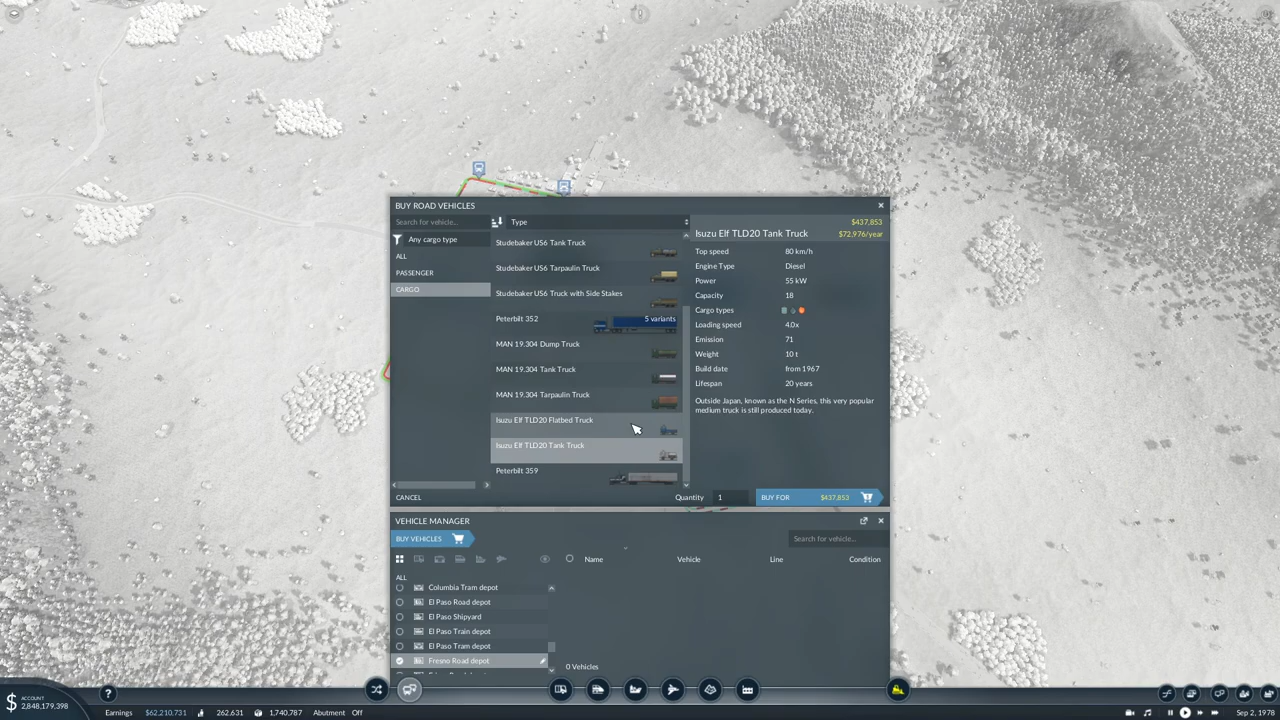 BUY ROAD VEHICLES
Search for vehicle...
Type
$437,853
Isuzu Elf TLD20 Tank Truck
$72,976/year
Any cargo type
ALL
PASSENGER
CARGO
Studebaker US6 Tank Truck
Studebaker US6 Tarpaulin Truck
Studebaker US6 Truck with Side Stakes
Peterbilt 352
5 variants
MAN 19.304 Dump Truck
MAN 19.304 Tank Truck
MAN 19.304 Tarpaulin Truck
Isuzu Elf TLD20 Flatbed Truck
Isuzu Elf TLD20 Tank Truck
Peterbilt 359
Top speed 80 km/h
Engine Type Diesel
Power 55 kW
Capacity 18
Cargo types
Loading speed 4.0x
Emission 71
Weight 10 t
Build date from 1967
Lifespan 20 years
Outside Japan, known as the N Series, this very popular
medium truck is still produced today.
CANCEL
Quantity 1
BUY FOR $437,853
VEHICLE MANAGER
BUY VEHICLES
Search for vehicle...
Name Vehicle Line Condition
ALL
Columbia Tram depot
El Paso Road depot
El Paso Shipyard
El Paso Train depot
El Paso Tram depot
Fresno Road depot
0 Vehicles
$ ACCOUNT
2,848,179,398
?
Earnings $62,210,731 262,631 1,740,787 Abutment Off
Sep 2, 1978